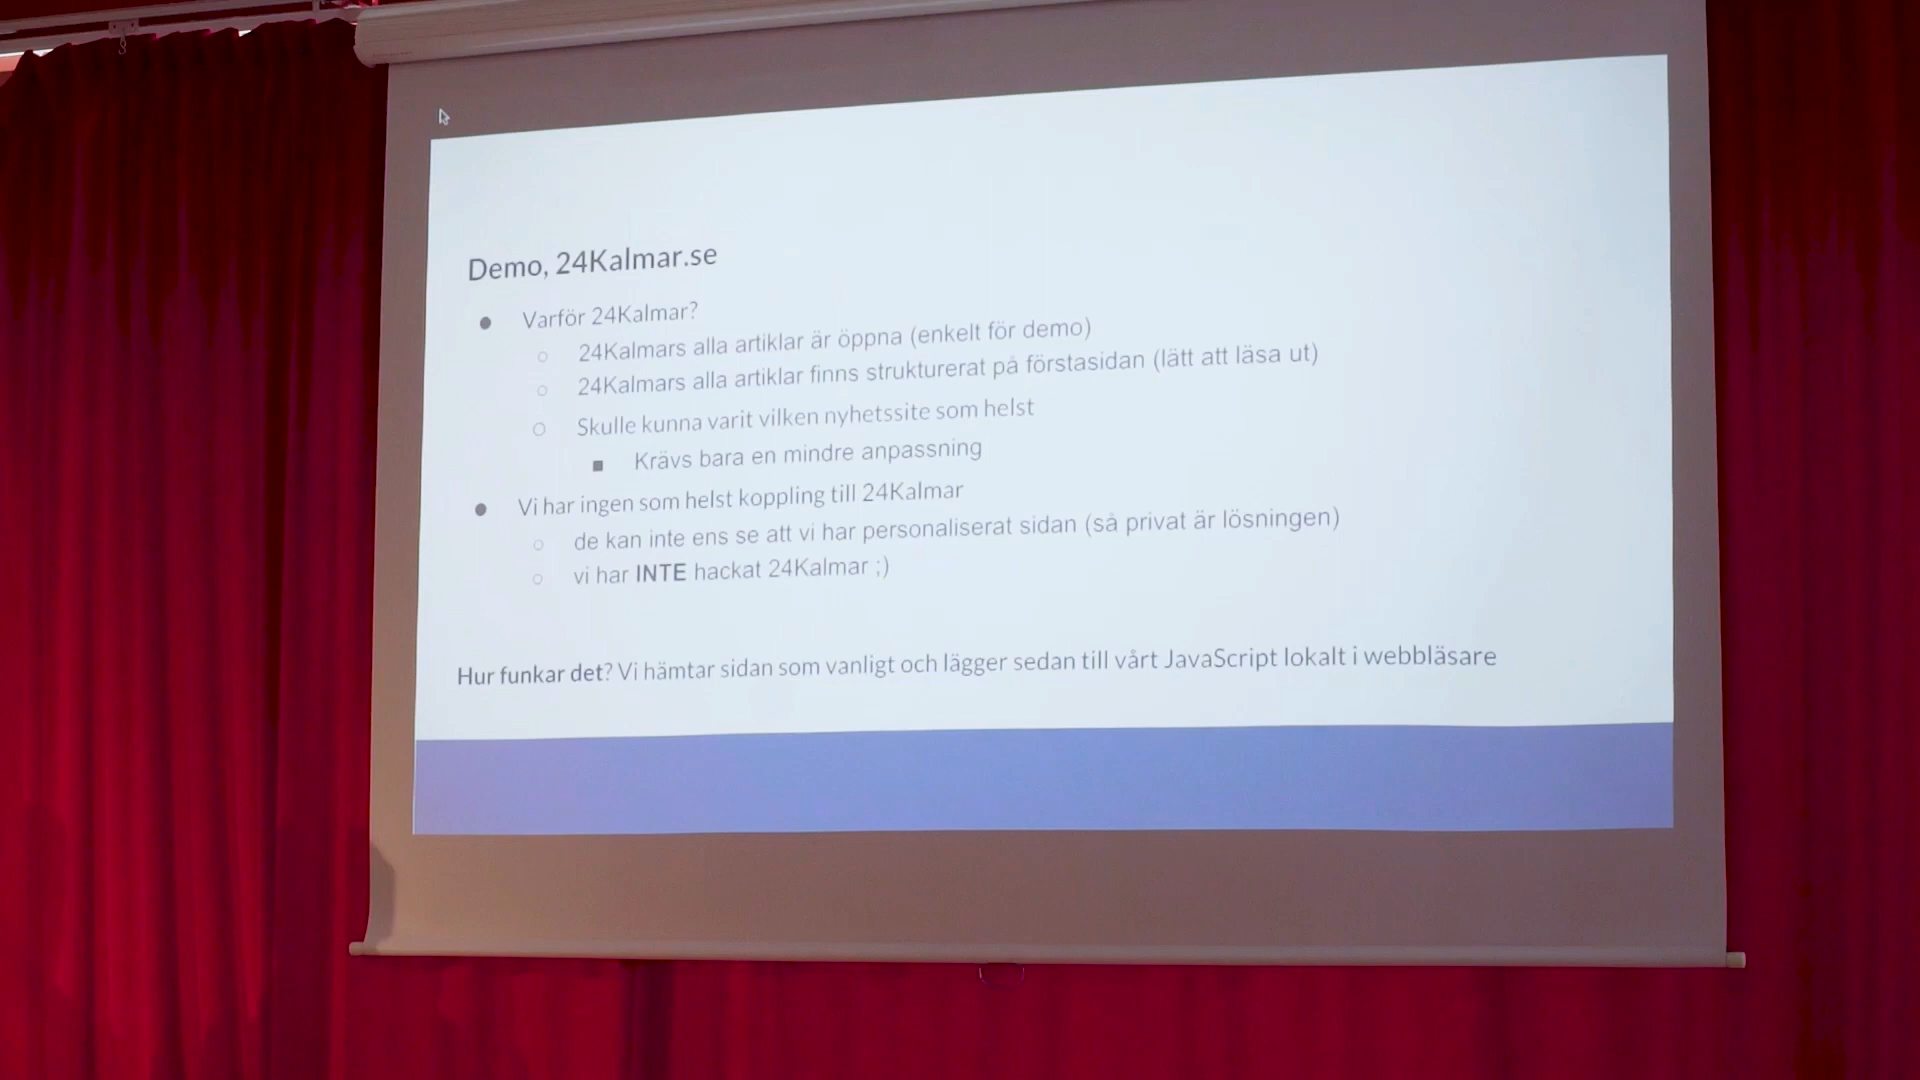 Demo, 24Kalmar.se
● Varför 24Kalmar?
○ 24Kalmars alla artiklar är öppna (enkelt för demo)
○ 24Kalmars alla artiklar finns strukturerat på förstasidan (lätt att läsa ut)
○ Skulle kunna varit vilken nyhetssite som helst
■ Krävs bara en mindre anpassning
● Vi har ingen som helst koppling till 24Kalmar
○ de kan inte ens se att vi har personaliserat sidan (så privat är lösningen)
○ vi har INTE hackat 24Kalmar ;)
Hur funkar det? Vi hämtar sidan som vanligt och lägger sedan till vårt JavaScript lokalt i webbläsare